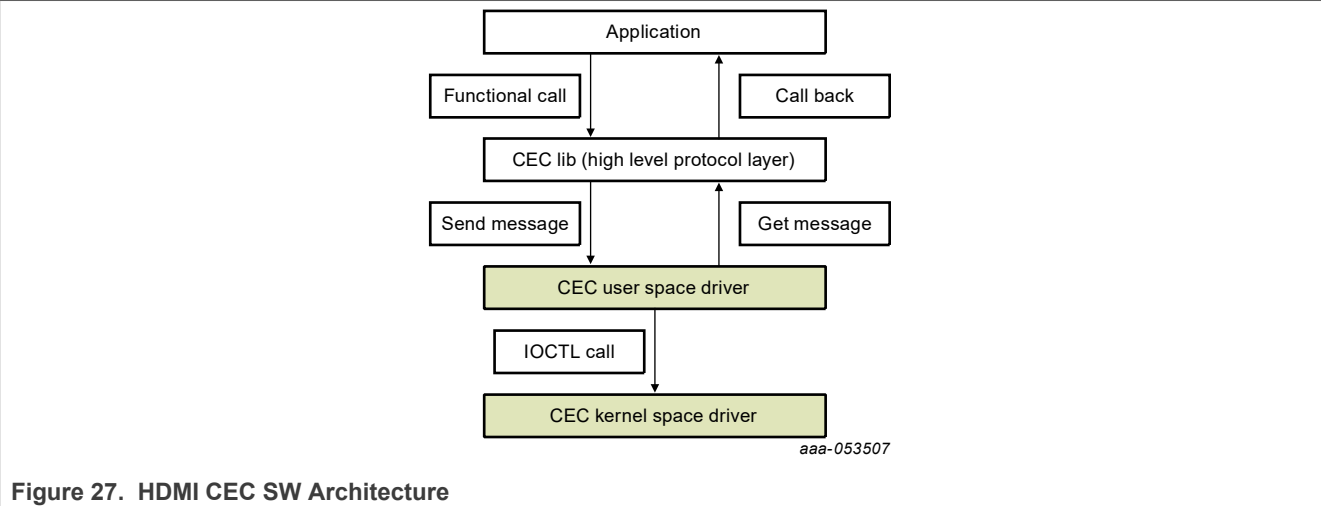 Application
Functional call
Call back
CEC lib (high level protocol layer)
Send message
Get message
CEC user space driver
IOCTL call
CEC kernel space driver
aaa-053507
Figure 27. HDMI CEC SW Architecture